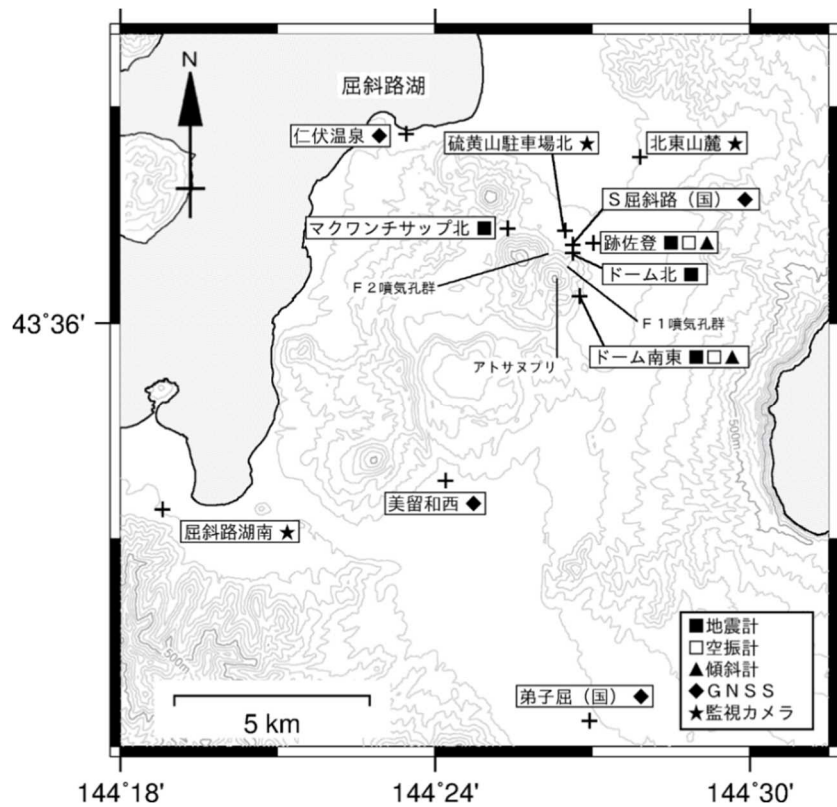 N
屈斜路湖
仁伏温泉 ◆
硫黄山駐車場北 ★
北東山麓 ★
S屈斜路（国） ◆
マクワンチサップ北 ■
跡佐登 ■ □ ▲
ドーム北 ■
F2噴気孔群
F1噴気孔群
43°36'
ドーム南東 ■ □ ▲
アトサヌプリ
500m
美留和西 ◆
屈斜路湖南 ★
500m
■地震計
□空振計
▲傾斜計
◆GNSS
★監視カメラ
弟子屈（国） ◆
5 km
144°18'
144°24'
144°30'